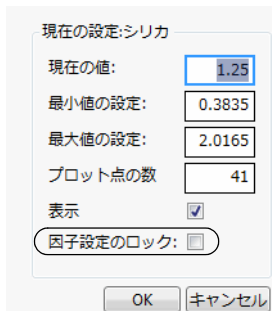 現在の設定:シリカ
現在の値: 1.25
最小値の設定: 0.3835
最大値の設定: 2.0165
プロット点の数 41
表示
因子設定のロック:
OK キャンセル